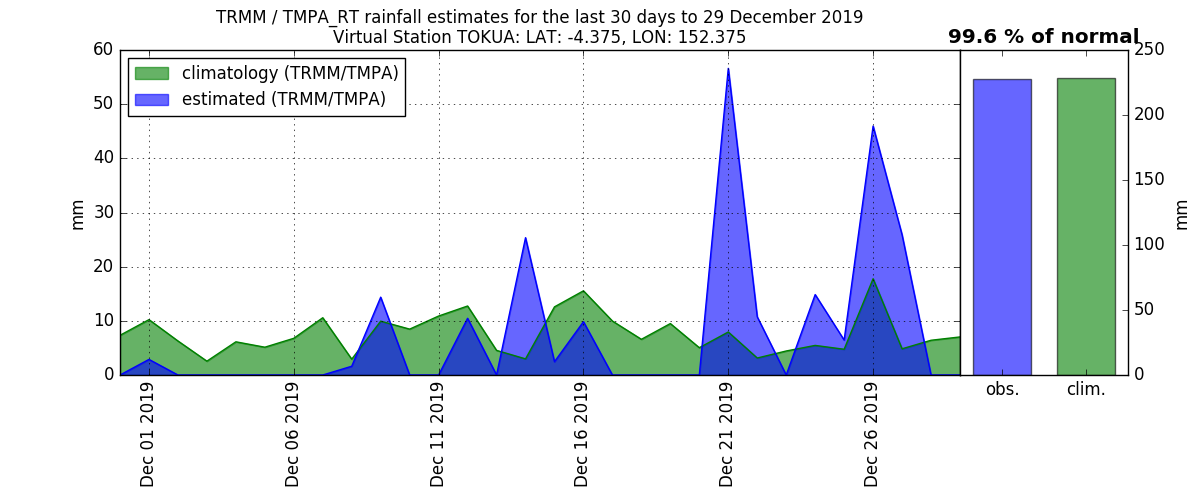 TRMM / TMPA_RT rainfall estimates for the last 30 days to 29 December 2019
Virtual Station TOKUA: LAT: -4.375, LON: 152.375
99.6 % of normal
climatology (TRMM/TMPA)
estimated (TRMM/TMPA)
60
50
40
30
20
10
0
mm
Dec 01 2019
Dec 06 2019
Dec 11 2019
Dec 16 2019
Dec 21 2019
Dec 26 2019
obs.
clim.
250
200
150
100
50
0
mm